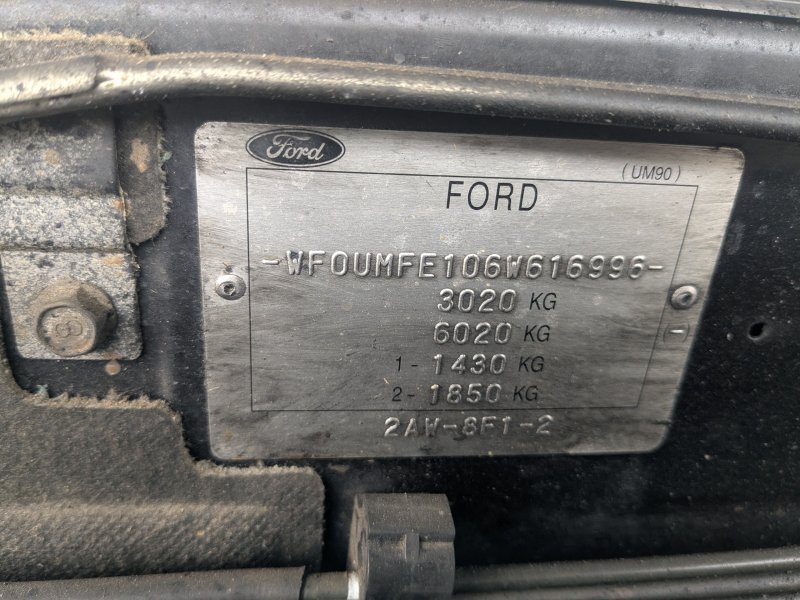 Ford
(UM90)
FORD
-WF0UMFE106W616996-
3020 KG
6020 KG
(-)
1- 1430 KG
2- 1850 KG
2AW-8F1-2